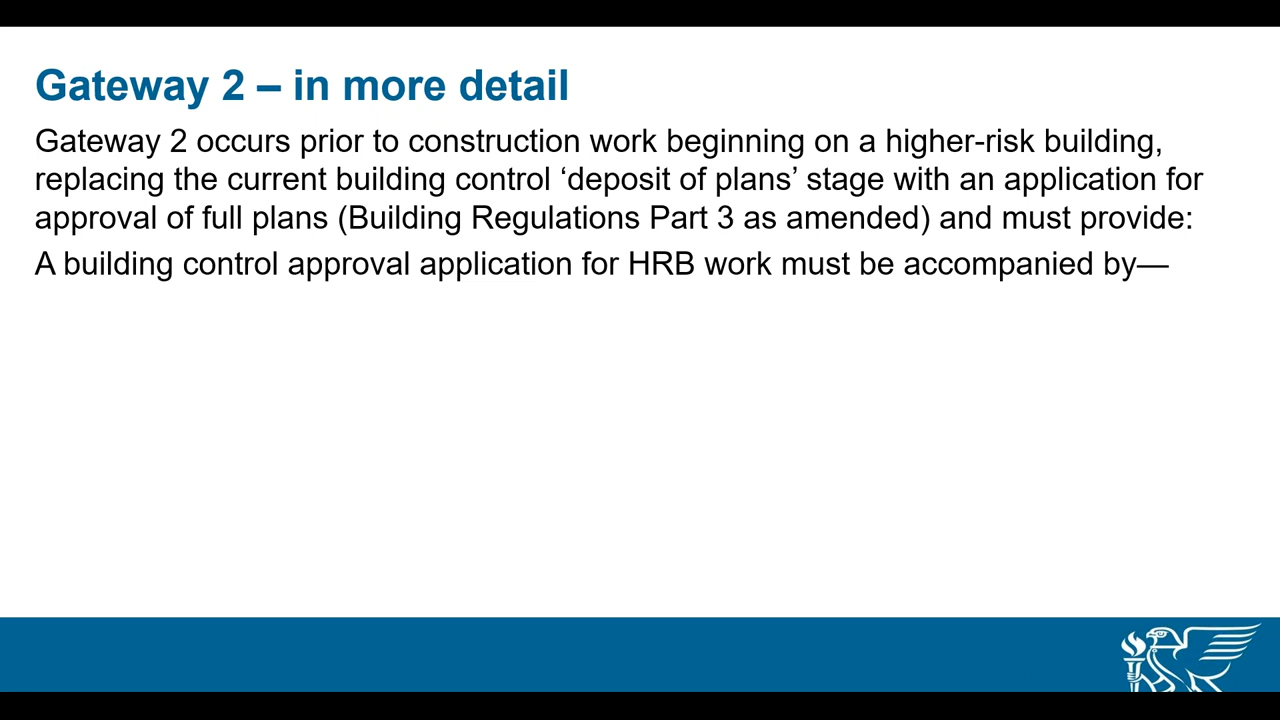 Gateway 2 – in more detail
Gateway 2 occurs prior to construction work beginning on a higher-risk building,
replacing the current building control ‘deposit of plans’ stage with an application for
approval of full plans (Building Regulations Part 3 as amended) and must provide:
A building control approval application for HRB work must be accompanied by—